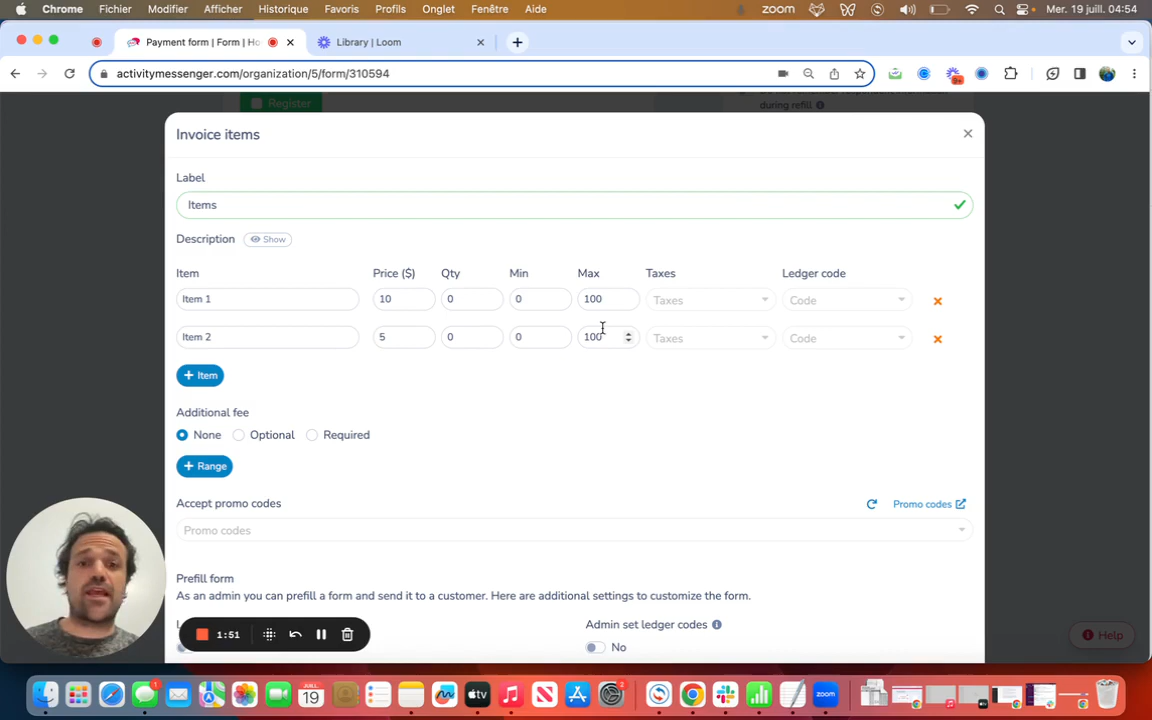 Chrome Fichier Modifier Afficher Historique Favoris Profils Onglet Fenêtre Aide zoom Mer. 19 juill. 04:54
Payment form | Form | Ho Library | Loom
activitymessenger.com/organization/5/form/310594 9+
Register
during refill
Invoice items
Label
Items
Description Show
Item Price ($) Qty Min Max Taxes Ledger code
Item 1 10 0 0 100 Taxes Code
Item 2 5 0 0 100 Taxes Code
+ Item
Additional fee
None Optional Required
+ Range
Accept promo codes Promo codes
Promo codes
Prefill form
As an admin you can prefill a form and send it to a customer. Here are additional settings to customize the form.
Admin set ledger codes
1:51
No
Help
19
tv
zoom